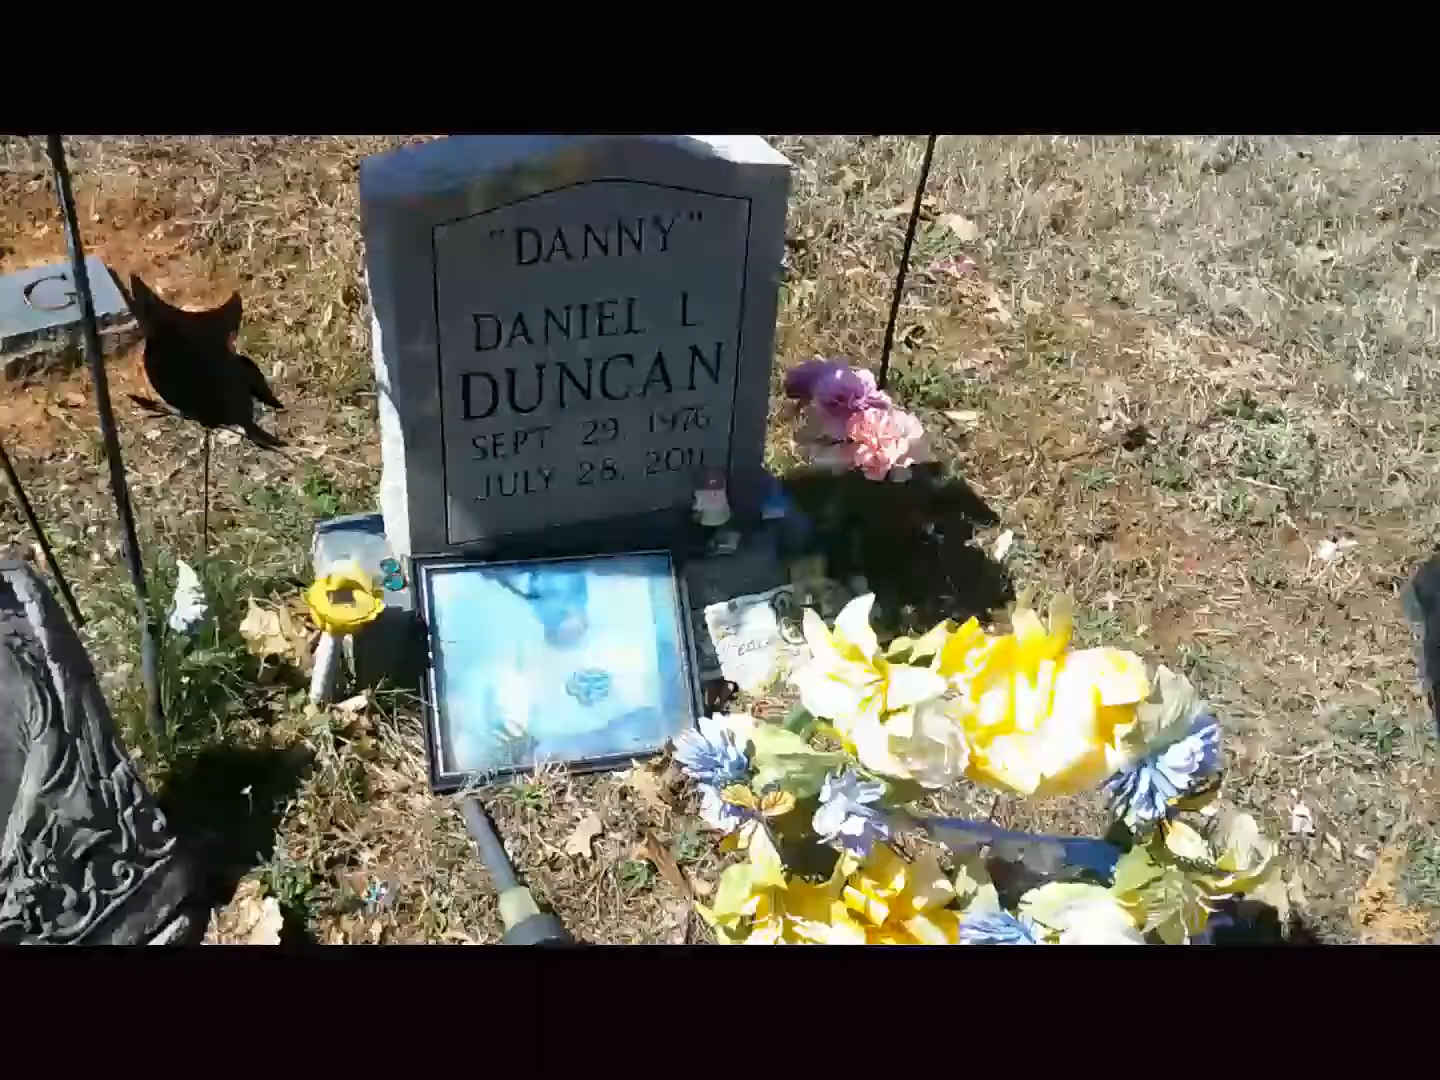 G
"DANNY"
DANIEL L
DUNCAN
SEPT 29, 1976
JULY 28, 2011